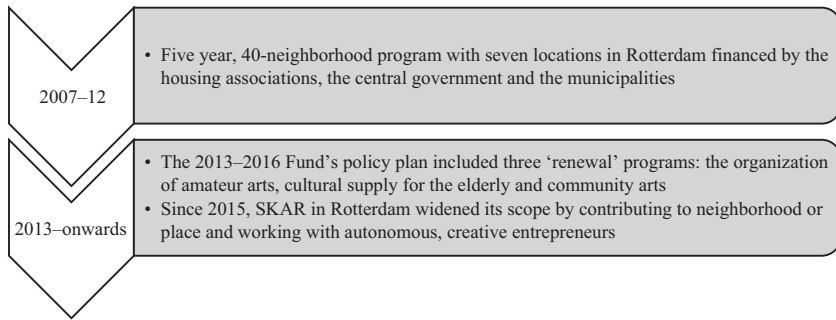 2007–12
• Five year, 40-neighborhood program with seven locations in Rotterdam financed by the
housing associations, the central government and the municipalities
2013–onwards
• The 2013–2016 Fund's policy plan included three 'renewal' programs: the organization
of amateur arts, cultural supply for the elderly and community arts
• Since 2015, SKAR in Rotterdam widened its scope by contributing to neighborhood or
place and working with autonomous, creative entrepreneurs